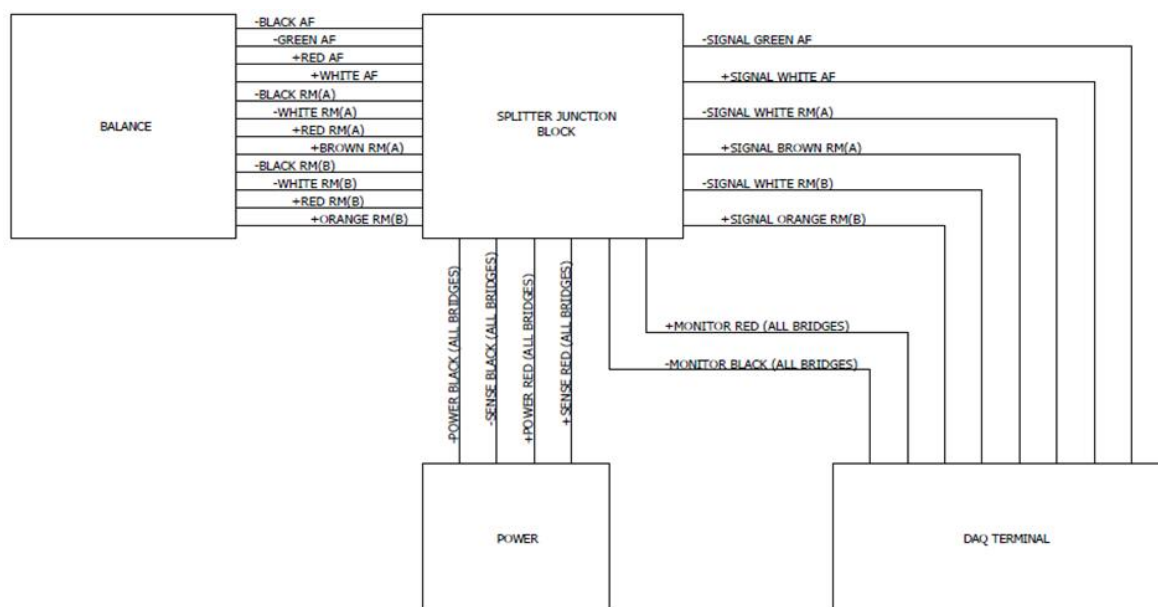 -BLACK AF
-GREEN AF
+RED AF
+WHITE AF
-BLACK RM(A)
-WHITE RM(A)
+RED RM(A)
+BROWN RM(A)
-BLACK RM(B)
-WHITE RM(B)
+RED RM(B)
+ORANGE RM(B)
BALANCE
SPLITTER JUNCTION
BLOCK
-SIGNAL GREEN AF
+SIGNAL WHITE AF
-SIGNAL WHITE RM(A)
+SIGNAL BROWN RM(A)
-SIGNAL WHITE RM(B)
+SIGNAL ORANGE RM(B)
-POWER BLACK (ALL BRIDGES)
-SENSE BLACK (ALL BRIDGES)
+POWER RED (ALL BRIDGES)
+SENSE RED (ALL BRIDGES)
+MONITOR RED (ALL BRIDGES)
-MONITOR BLACK (ALL BRIDGES)
POWER
DAQ TERMINAL